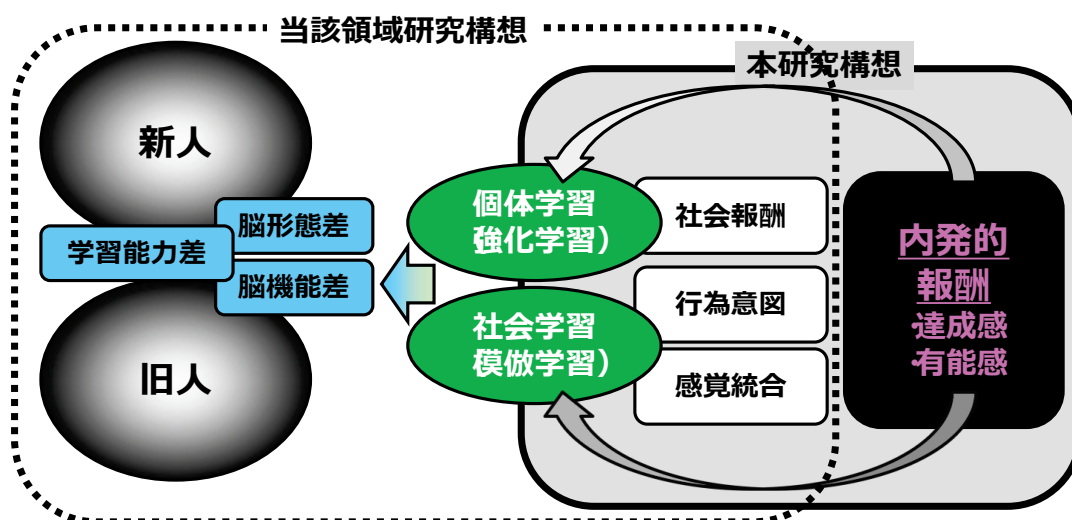 当該領域研究構想
本研究構想
新人
脳形態差
学習能力差
脳機能差
旧人
個体学習
強化学習）
社会学習
模倣学習）
社会報酬
行為意図
感覚統合
内発的
報酬
・達成感
・有能感